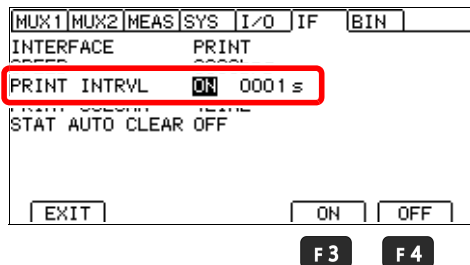 MUX1 MUX2 MEAS SYS I/O IF BIN
INTERFACE PRINT
PRINT INTRVL ON 0001s
STAT AUTO CLEAR OFF
EXIT ON OFF
F3 F4